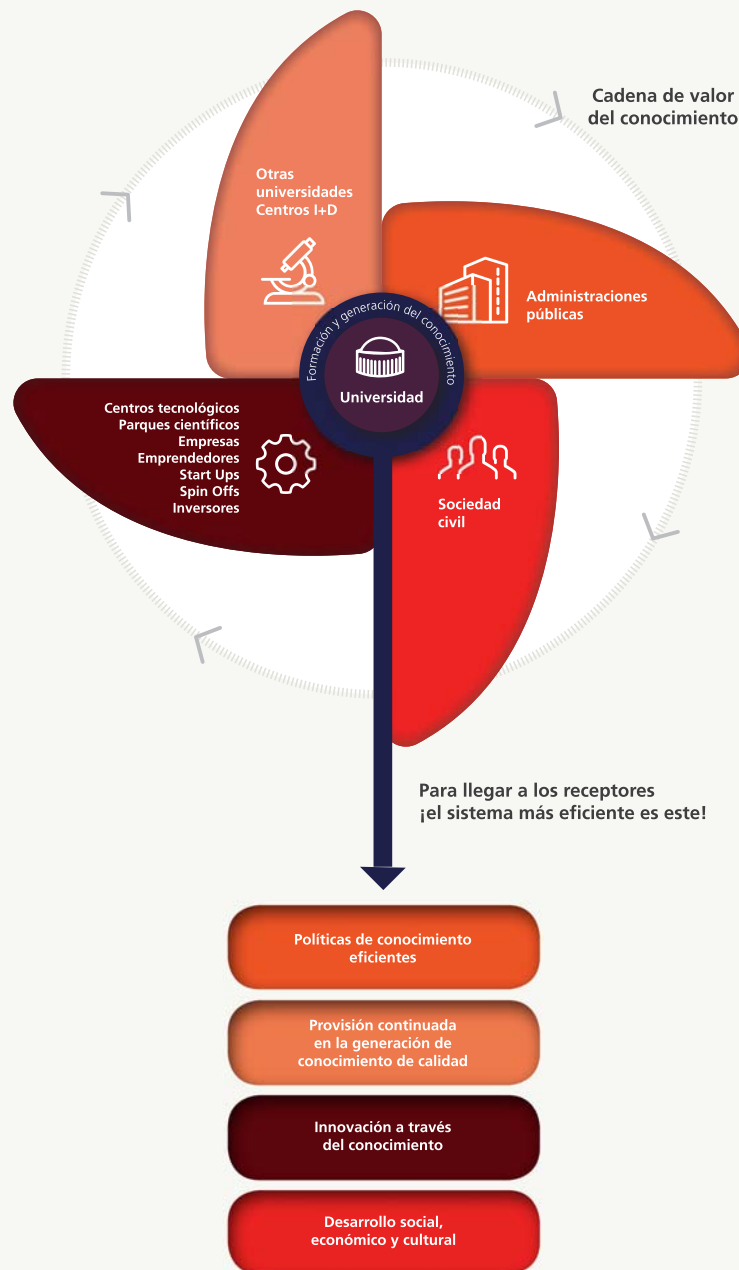 Cadena de valor
del conocimiento
Otras
universidades
Centros I+D
Administraciones
públicas
Formación y generación del conocimiento
Universidad
Centros tecnológicos
Parques científicos
Empresas
Emprendedores
Start Ups
Spin Offs
Inversores
Sociedad
civil
Para llegar a los receptores
¡el sistema más eficiente es este!
Políticas de conocimiento
eficientes
Provisión continuada
en la generación de
conocimiento de calidad
Innovación a través
del conocimiento
Desarrollo social,
económico y cultural